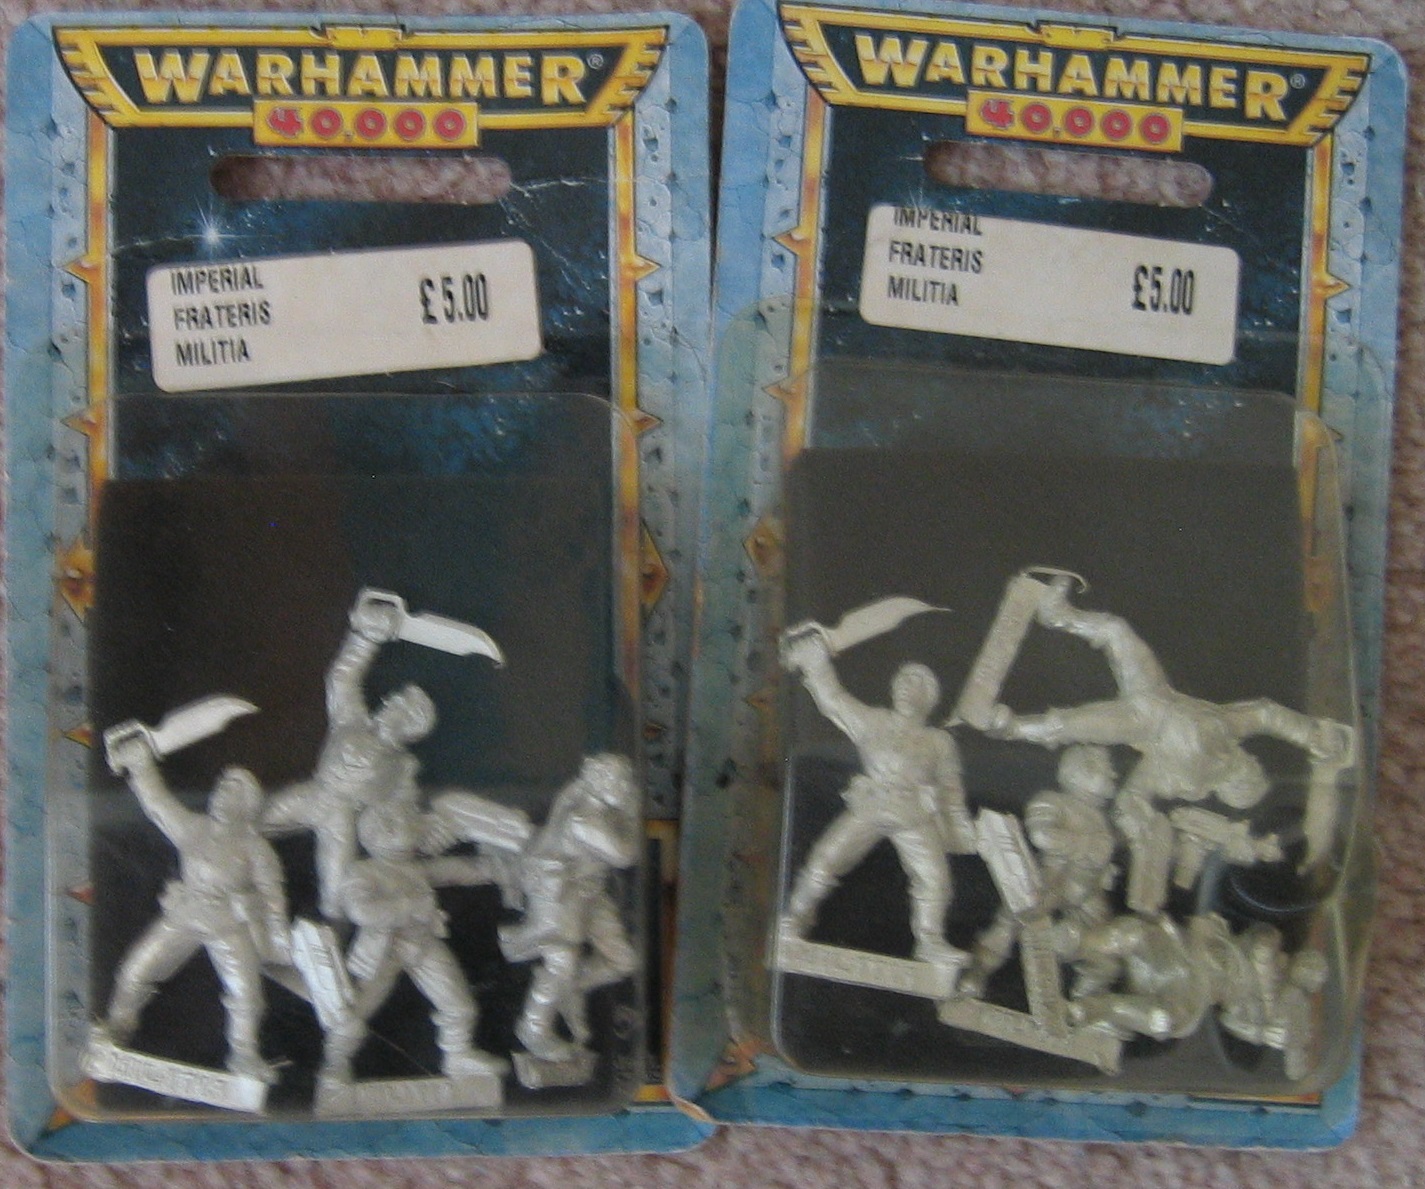 WARHAMMER®
40,000
IMPERIAL
FRATERIS
MILITIA
£5.00
WARHAMMER®
40,000
IMPERIAL
FRATERIS
MILITIA
£5.00